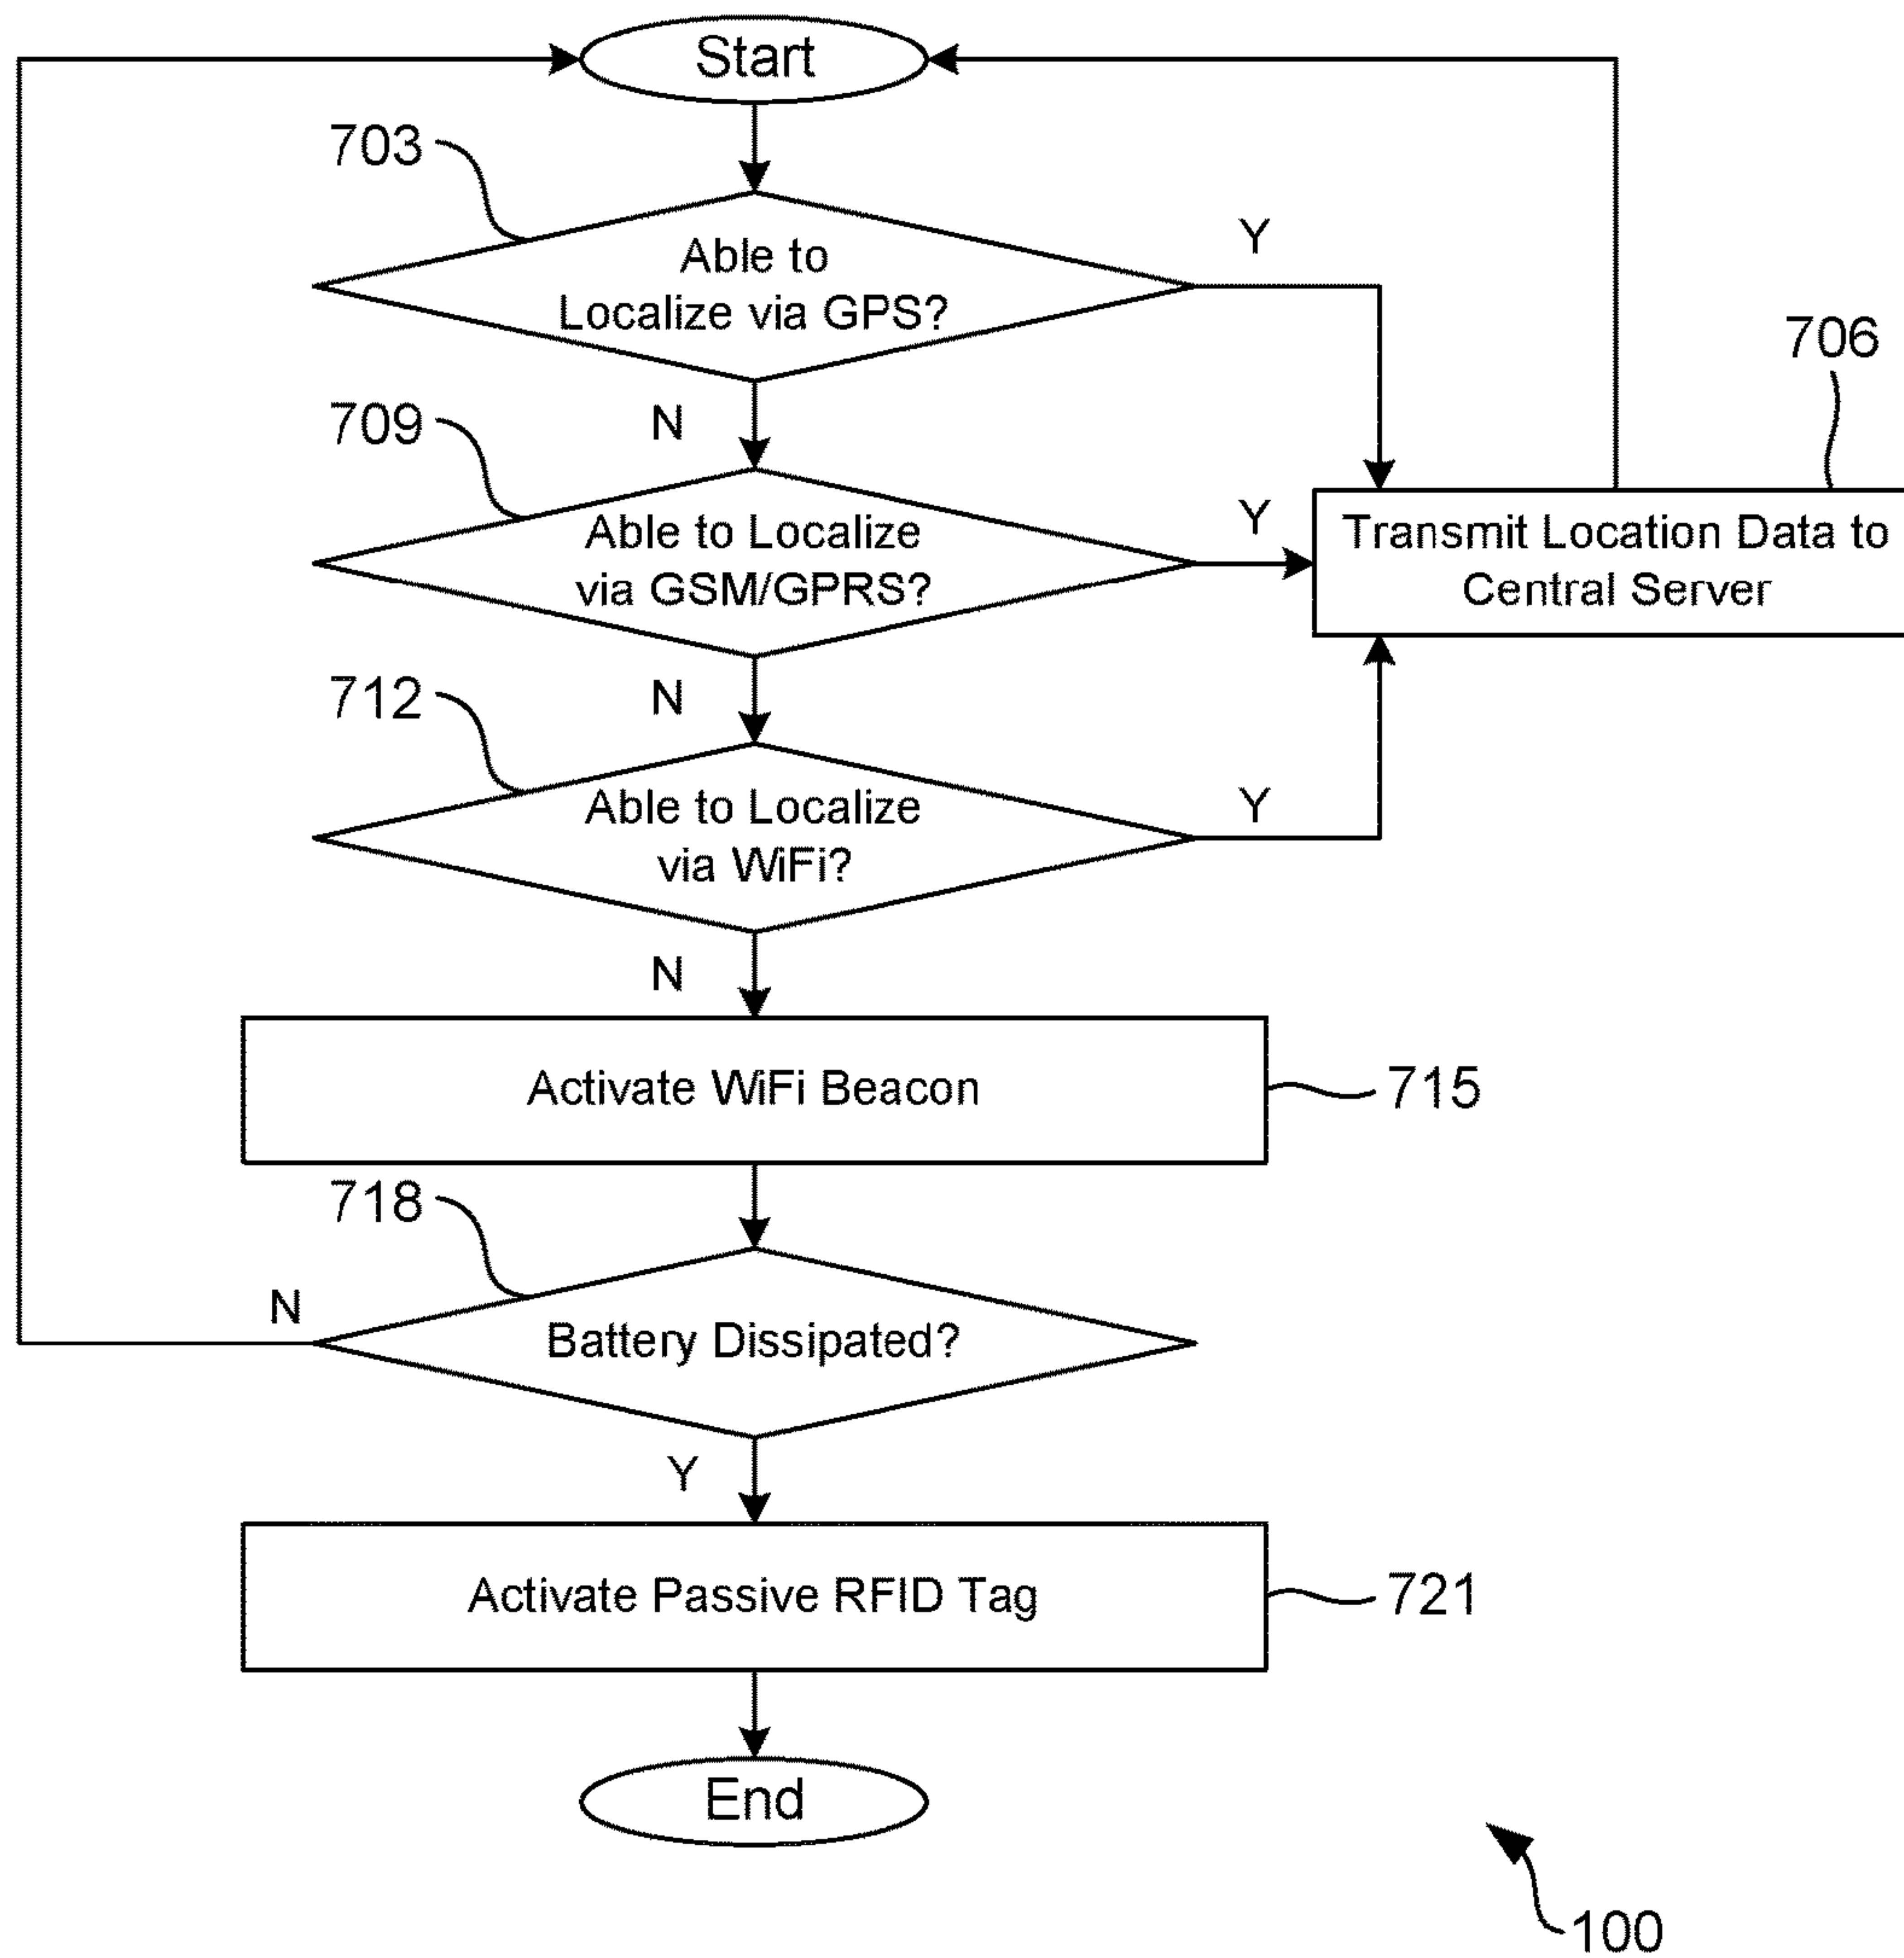 Start
703
Able to
Localize via GPS?
Y
N
706
Transmit Location Data to
Central Server
709
Able to Localize
via GSM/GPRS?
Y
N
712
Able to Localize
via WiFi?
Y
N
Activate WiFi Beacon
715
718
N
Battery Dissipated?
Y
Activate Passive RFID Tag
721
End
100